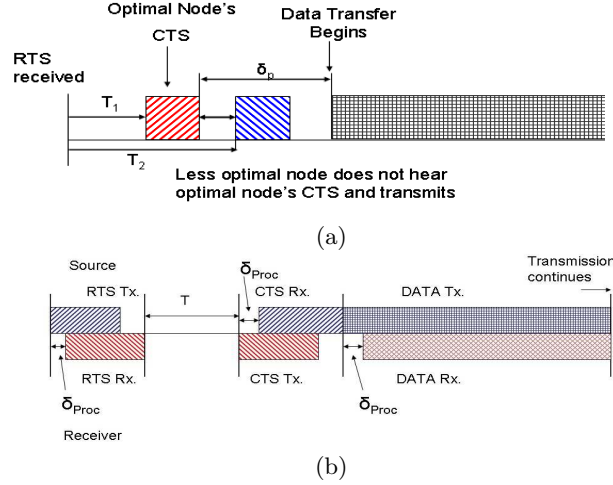 Optimal Node's
CTS
Data Transfer
Begins
RTS
received
δp
T1
T2
Less optimal node does not hear
optimal node's CTS and transmits
(a)
Source
δProc
Transmission
continues
RTS Tx.
T
CTS Rx.
DATA Tx.
RTS Rx.
CTS Tx.
DATA Rx.
δProc
δProc
Receiver
(b)